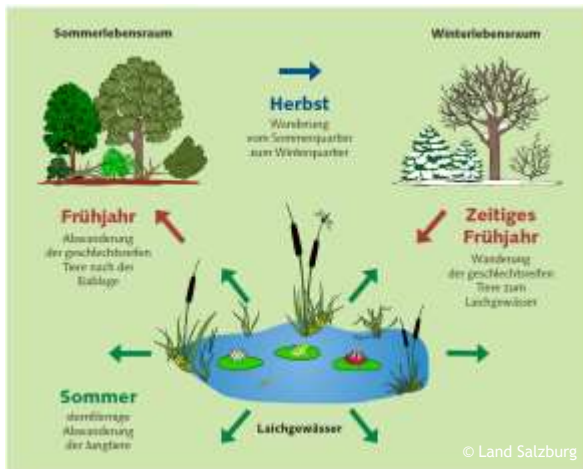 Sommerlebensraum
Winterlebensraum
Herbst
Wanderung
vom Sommerquartier
zum Winterquartier
Frühjahr
Abwanderung
der geschlechtsreifen
Tiere nach der
Eiablage
Zeitiges
Frühjahr
Wanderung
der geschlechtsreifen
Tiere zum
Laichgewässer
Sommer
sternförmige
Abwanderung
der Jungtiere
Laichgewässer
© Land Salzburg